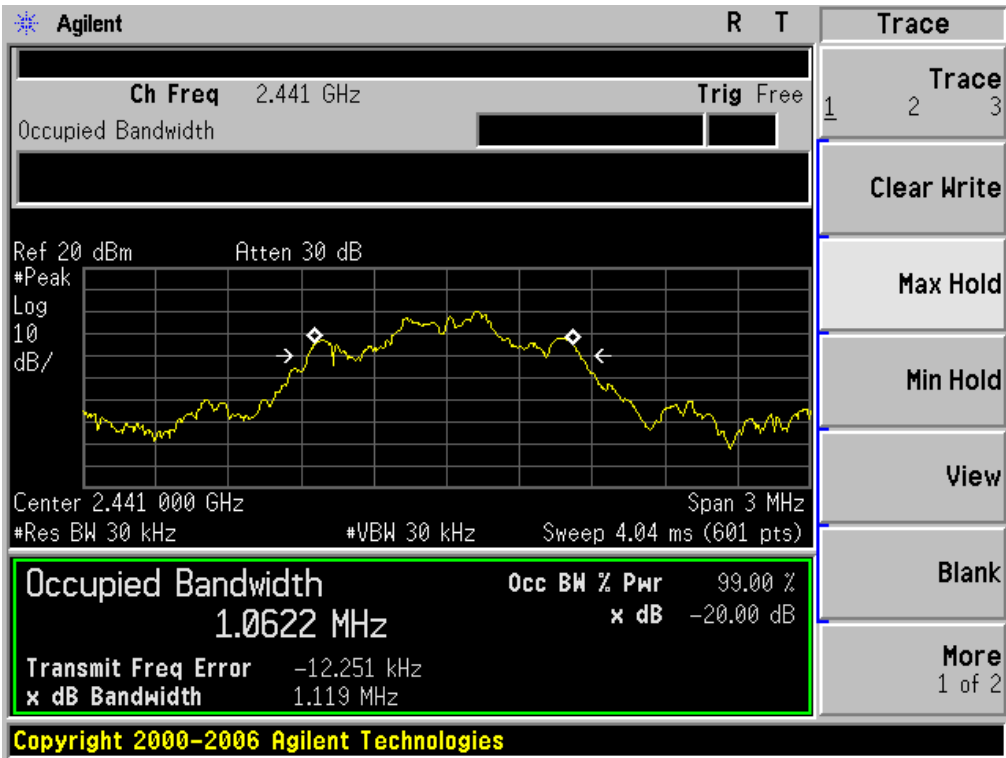 Agilent R T Trace
Ch Freq 2.441 GHz Trig Free
Occupied Bandwidth
Trace
1 2 3
Clear Write
Max Hold
Min Hold
View
Blank
More
1 of 2
Ref 20 dBm Atten 30 dB
#Peak
Log
10
dB/
Center 2.441 000 GHz Span 3 MHz
#Res BW 30 kHz #VBW 30 kHz Sweep 4.04 ms (601 pts)
Occupied Bandwidth Occ BW % Pwr 99.00 %
1.0622 MHz x dB -20.00 dB
Transmit Freq Error -12.251 kHz
x dB Bandwidth 1.119 MHz
Copyright 2000-2006 Agilent Technologies